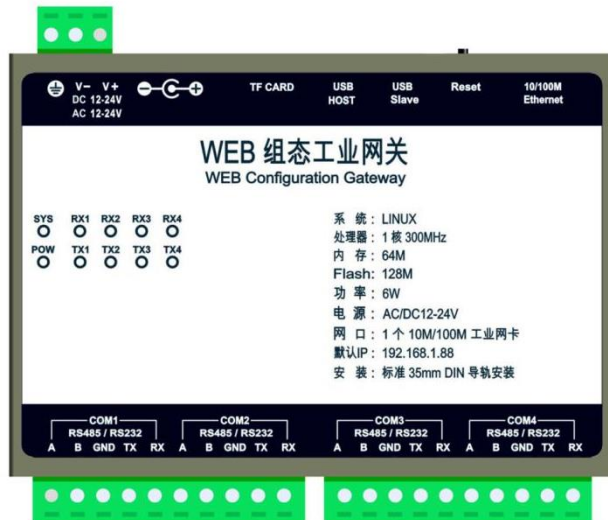 V- V+
DC 12-24V
AC 12-24V
TF CARD
USB
HOST
USB
Slave
Reset
10/100M
Ethernet
WEB 组态工业网关
WEB Configuration Gateway
SYS RX1 RX2 RX3 RX4
POW TX1 TX2 TX3 TX4
系 统： LINUX
处理器： 1 核 300MHz
内 存： 64M
Flash: 128M
功 率： 6W
电 源： AC/DC12-24V
网 口： 1 个 10M/100M 工业网卡
默认IP： 192.168.1.88
安 装： 标准 35mm DIN 导轨安装
COM1 COM2 COM3 COM4
RS485 / RS232 RS485 / RS232 RS485 / RS232 RS485 / RS232
A B GND TX RX A B GND TX RX A B GND TX RX A B GND TX RX